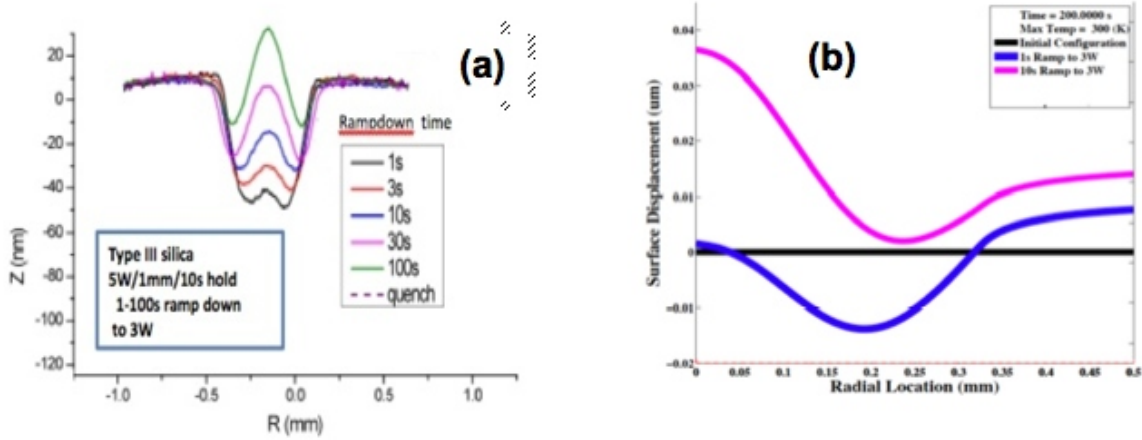 (a)
20
0
-20
-40
-60
-80
-100
-120
Z (nm)
-1.0
-0.5
0.0
0.5
1.0
R (mm)
Rampdown time
1s
3s
10s
30s
100s
quench
Type III silica
5W/1mm/10s hold
1-100s ramp down
to 3W
(b)
Time = 200.0000 s
Max Temp = 300 (K)
Initial Configuration
1s Ramp to 3W
10s Ramp to 3W
0.04
0.03
0.02
0.01
0
-0.01
-0.02
Surface Displacement (um)
0
0.05
0.1
0.15
0.2
0.25
0.3
0.35
0.4
0.45
0.5
Radial Location (mm)